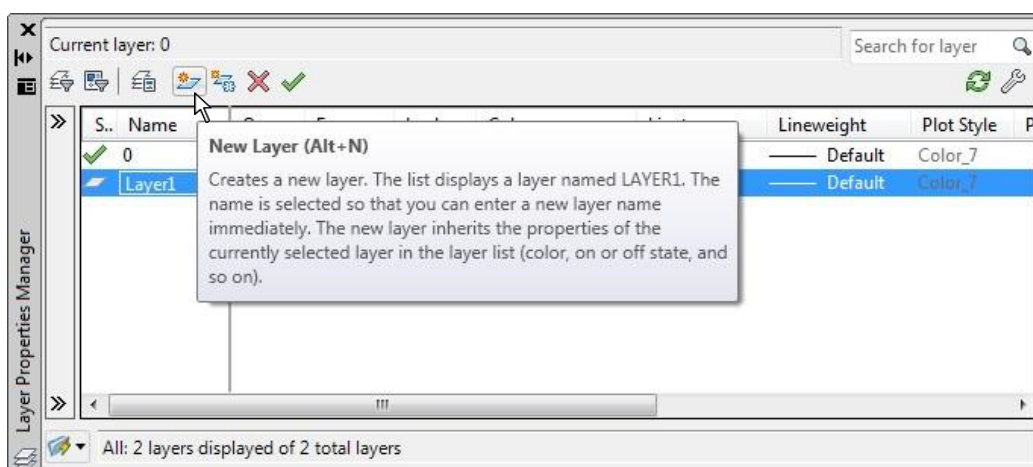 Current layer: 0
Search for layer
S.. Name Lineweight Plot Style P
0 Default Color_7
Layer1 Default Color_7
New Layer (Alt+N)
Creates a new layer. The list displays a layer named LAYER1. The
name is selected so that you can enter a new layer name
immediately. The new layer inherits the properties of the
currently selected layer in the layer list (color, on or off state, and
so on).
Layer Properties Manager
All: 2 layers displayed of 2 total layers